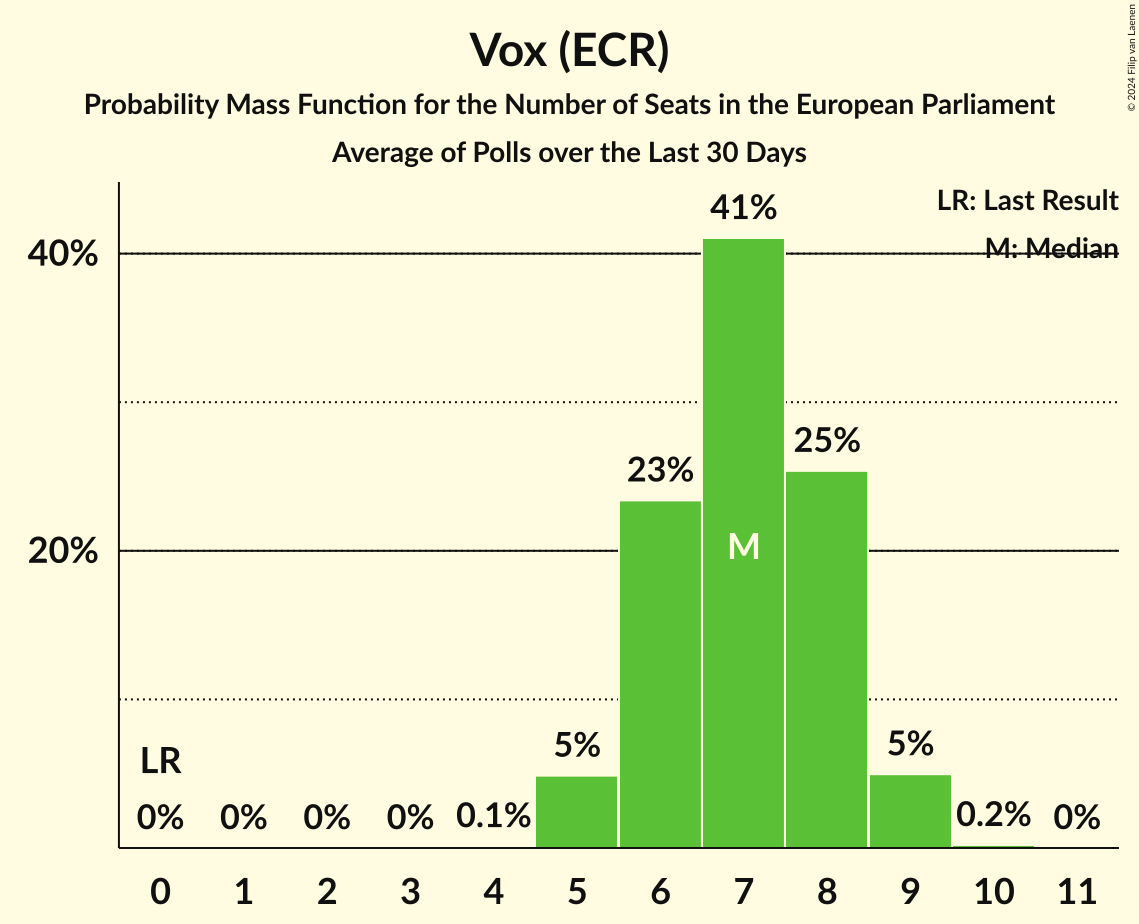 Vox (ECR)
Probability Mass Function for the Number of Seats in the European Parliament
Average of Polls over the Last 30 Days
© 2024 Filip van Laenen
LR: Last Result
M: Median
40%
20%
41%
25%
23%
M
5%
5%
LR
0%
0%
0%
0%
0.1%
0.2%
0%
0 1 2 3 4 5 6 7 8 9 10 11